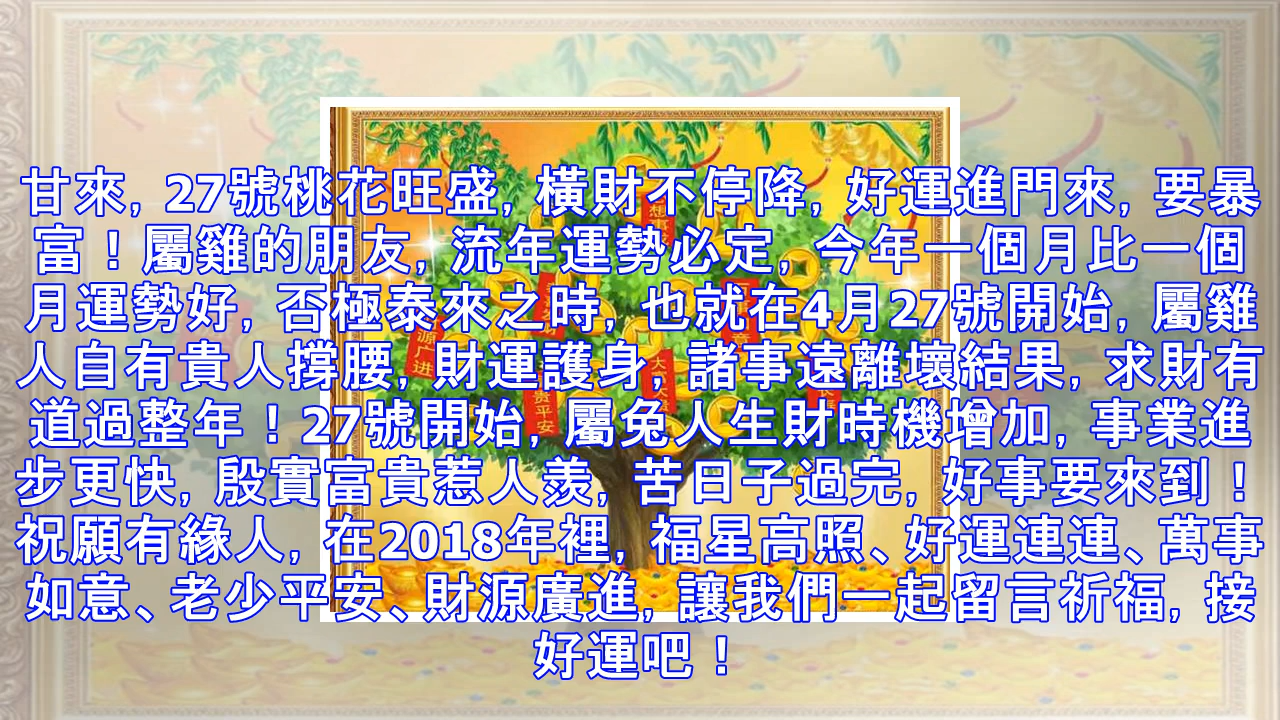 甘來, 27號桃花旺盛, 橫財不停降, 好運進門來, 要暴
富！屬雞的朋友, 流年運勢必定, 今年一個月比一個
月運勢好, 否極泰來之時, 也就在4月27號開始, 屬雞
人自有貴人撐腰, 財運護身, 諸事遠離壞結果, 求財有
道過整年！27號開始, 屬兔人生財時機增加, 事業進
步更快, 殷實富貴惹人羨, 苦日子過完, 好事要來到！
祝願有緣人, 在2018年裡, 福星高照、好運連連、萬事
如意、老少平安、財源廣進, 讓我們一起留言祈福, 接
好運吧！
源广进
贵平安